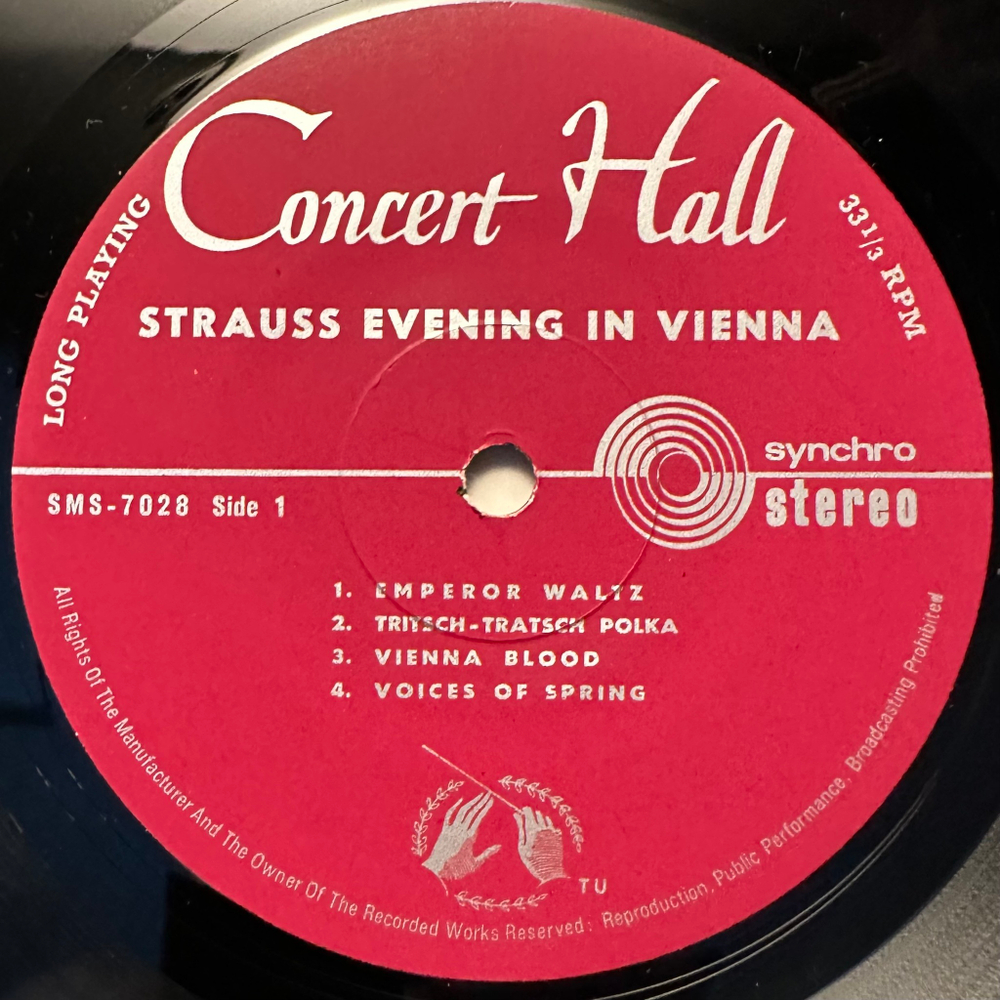 Concert Hall
LONG PLAYING
33 1/3 RPM
STRAUSS EVENING IN VIENNA
synchro
stereo
SMS-7028 Side 1
1. EMPEROR WALTZ
2. TRITSCH-TRATSCH POLKA
3. VIENNA BLOOD
4. VOICES OF SPRING
TU
All Rights Of The Manufacturer And The Owner Of The Recorded Works Reserved: Reproduction, Public Performance, Broadcasting Prohibited